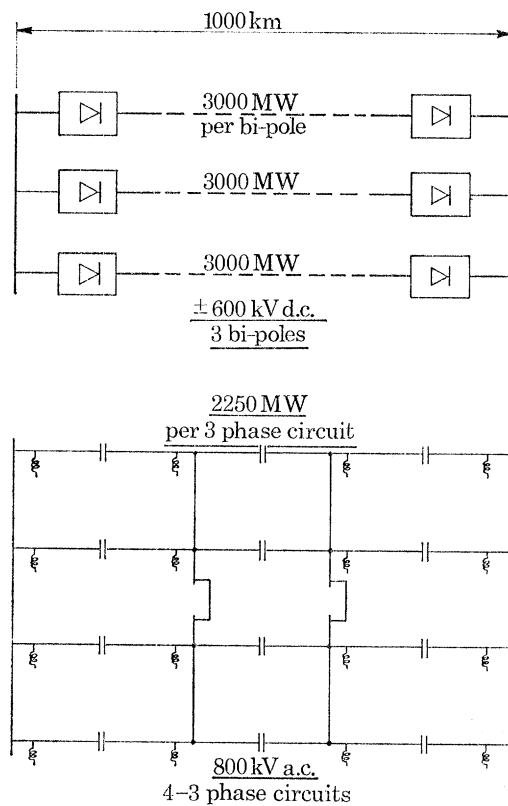 1000 km
3000 MW
per bi-pole
3000 MW
3000 MW
± 600 kV d.c.
3 bi-poles
2250 MW
per 3 phase circuit
800 kV a.c.
4–3 phase circuits